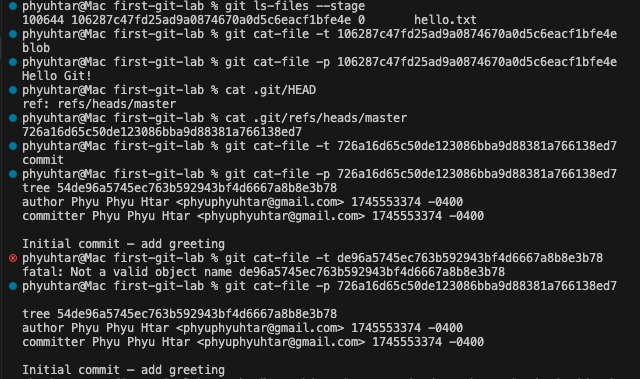 phyuhtar@Mac first-git-lab % git ls-files --stage
100644 106287c47fd25ad9a0874670a0d5c6eacf1bfe4e 0 hello.txt
phyuhtar@Mac first-git-lab % git cat-file -t 106287c47fd25ad9a0874670a0d5c6eacf1bfe4e
blob
phyuhtar@Mac first-git-lab % git cat-file -p 106287c47fd25ad9a0874670a0d5c6eacf1bfe4e
Hello Git!
phyuhtar@Mac first-git-lab % cat .git/HEAD
ref: refs/heads/master
phyuhtar@Mac first-git-lab % cat .git/refs/heads/master
726a16d65c50de123086bba9d88381a766138ed7
phyuhtar@Mac first-git-lab % git cat-file -t 726a16d65c50de123086bba9d88381a766138ed7
commit
phyuhtar@Mac first-git-lab % git cat-file -p 726a16d65c50de123086bba9d88381a766138ed7
tree 54de96a5745ec763b592943bf4d6667a8b8e3b78
author Phyu Phyu Htar <phyuphyuhtar@gmail.com> 1745553374 -0400
committer Phyu Phyu Htar <phyuphyuhtar@gmail.com> 1745553374 -0400
Initial commit — add greeting
phyuhtar@Mac first-git-lab % git cat-file -t de96a5745ec763b592943bf4d6667a8b8e3b78
fatal: Not a valid object name de96a5745ec763b592943bf4d6667a8b8e3b78
phyuhtar@Mac first-git-lab % git cat-file -p 726a16d65c50de123086bba9d88381a766138ed7
tree 54de96a5745ec763b592943bf4d6667a8b8e3b78
author Phyu Phyu Htar <phyuphyuhtar@gmail.com> 1745553374 -0400
committer Phyu Phyu Htar <phyuphyuhtar@gmail.com> 1745553374 -0400
Initial commit — add greeting